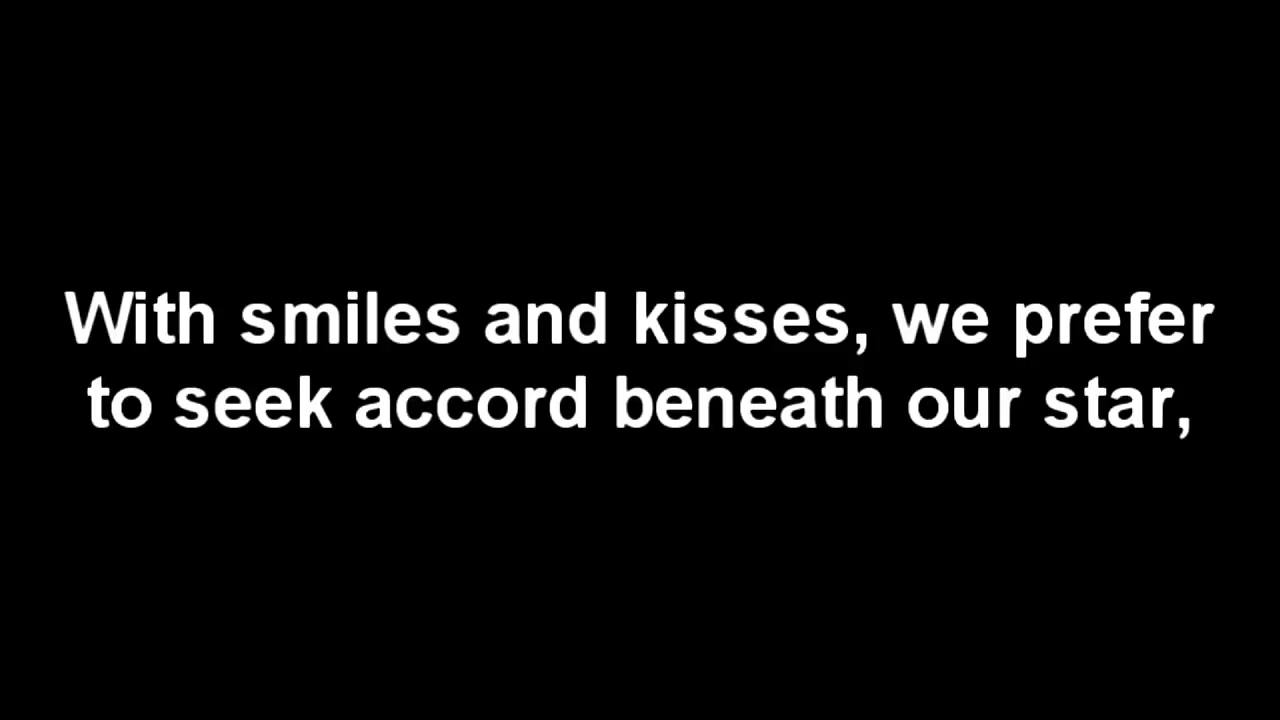 With smiles and kisses, we prefer
to seek accord beneath our star,